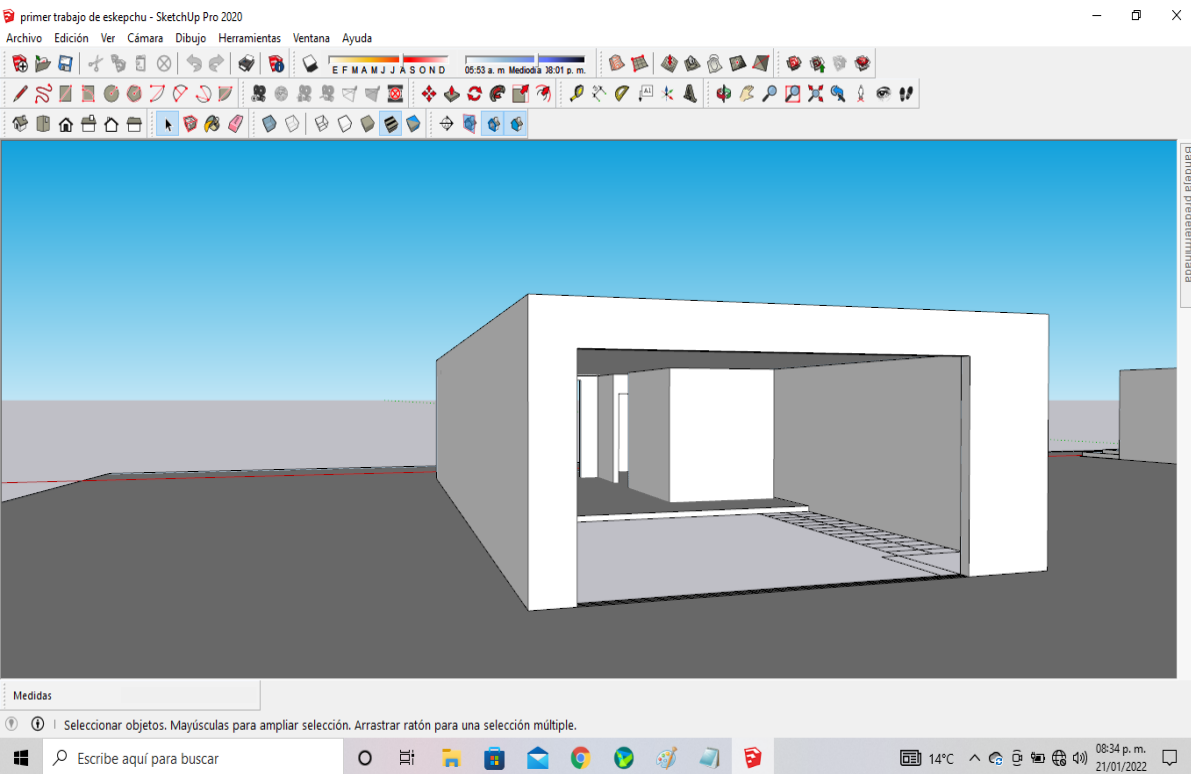 primer trabajo de eskepchu - SketchUp Pro 2020
Archivo Edición Ver Cámara Dibujo Herramientas Ventana Ayuda
E F M A M J J A S O N D
05:53 a. m Mediodía 18:01 p. m.
A1
Bandeja predeterminada
Medidas
Seleccionar objetos. Mayúsculas para ampliar selección. Arrastrar ratón para una selección múltiple.
Escribe aquí para buscar
14°C
08:34 p. m.
21/01/2022